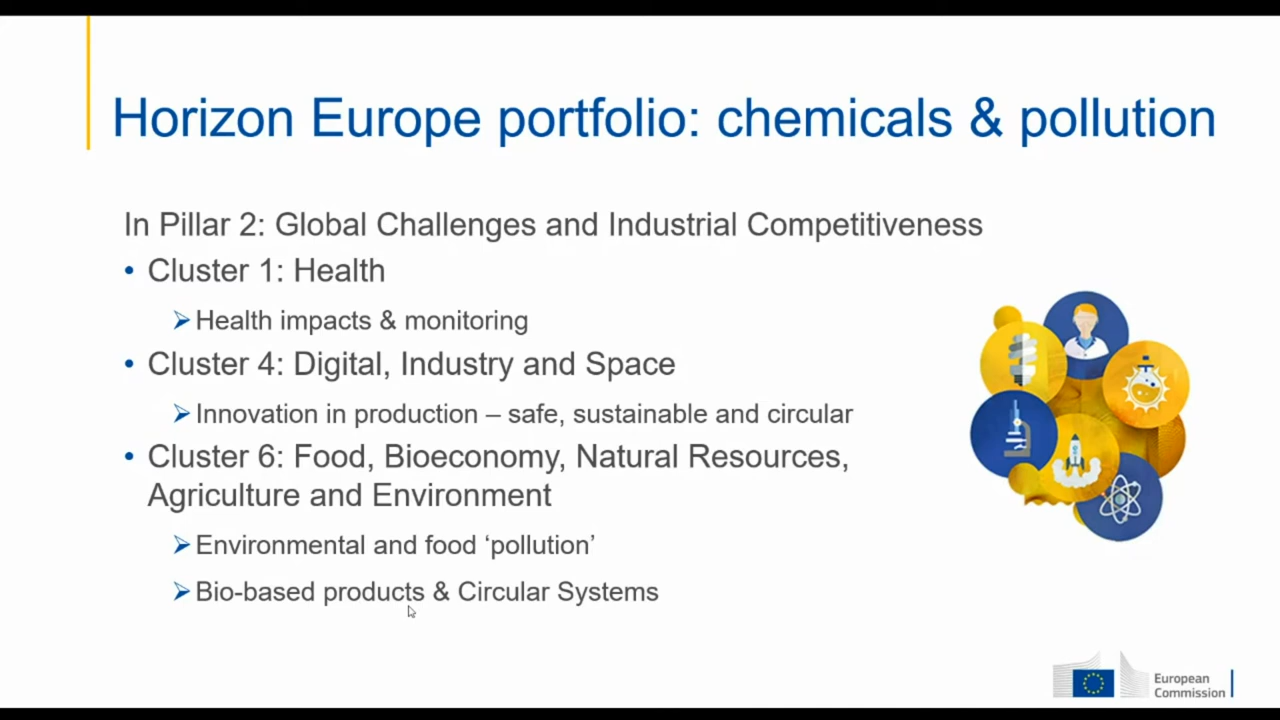 Horizon Europe portfolio: chemicals & pollution
In Pillar 2: Global Challenges and Industrial Competitiveness
• Cluster 1: Health
➢ Health impacts & monitoring
• Cluster 4: Digital, Industry and Space
➢ Innovation in production – safe, sustainable and circular
• Cluster 6: Food, Bioeconomy, Natural Resources,
Agriculture and Environment
➢ Environmental and food ‘pollution’
➢ Bio-based products & Circular Systems
European
Commission